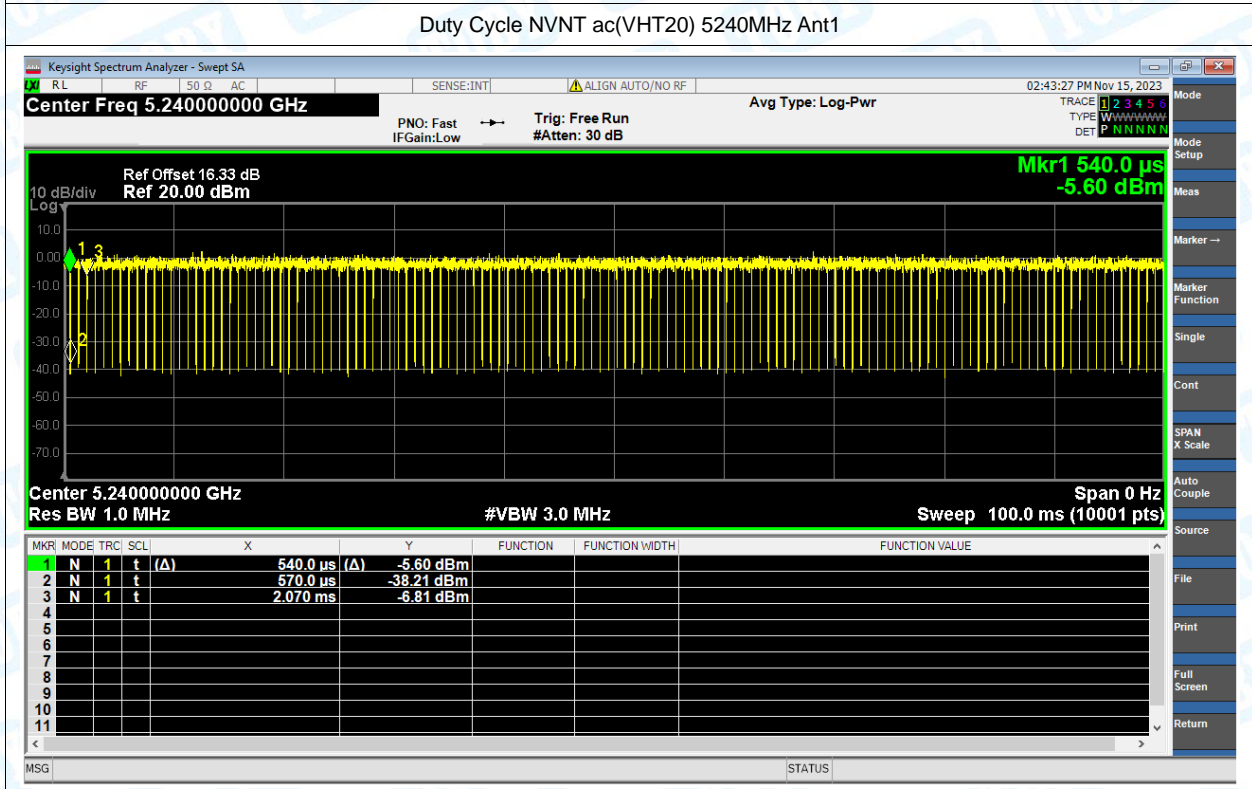 Duty Cycle NVNT ac(VHT20) 5240MHz Ant1
Keysight Spectrum Analyzer - Swept SA
LXI RL RF 50 Ω AC SENSE:INT ALIGN AUTO/NO RF 02:43:27 PM Nov 15, 2023
Center Freq 5.240000000 GHz Avg Type: Log-Pwr TRACE 1 2 3 4 5 6
PNO: Fast Trig: Free Run TYPE WWWWWW
IFGain:Low #Atten: 30 dB DET P N N N N N
Mkr1 540.0 µs
-5.60 dBm
Ref Offset 16.33 dB
10 dB/div Ref 20.00 dBm
Log
10.0
0.00
-10.0
-20.0
-30.0
-40.0
-50.0
-60.0
-70.0
1 3
2
Center 5.240000000 GHz Span 0 Hz
Res BW 1.0 MHz #VBW 3.0 MHz Sweep 100.0 ms (10001 pts)
MKR MODE TRC SCL X Y FUNCTION FUNCTION WIDTH FUNCTION VALUE
1 N 1 t (Δ) 540.0 µs (Δ) -5.60 dBm
2 N 1 t 570.0 µs -38.21 dBm
3 N 1 t 2.070 ms -6.81 dBm
4
5
6
7
8
9
10
11
MSG STATUS
Mode
Mode Setup
Meas
Marker →
Marker Function
Single
Cont
SPAN X Scale
Auto Couple
Source
File
Print
Full Screen
Return